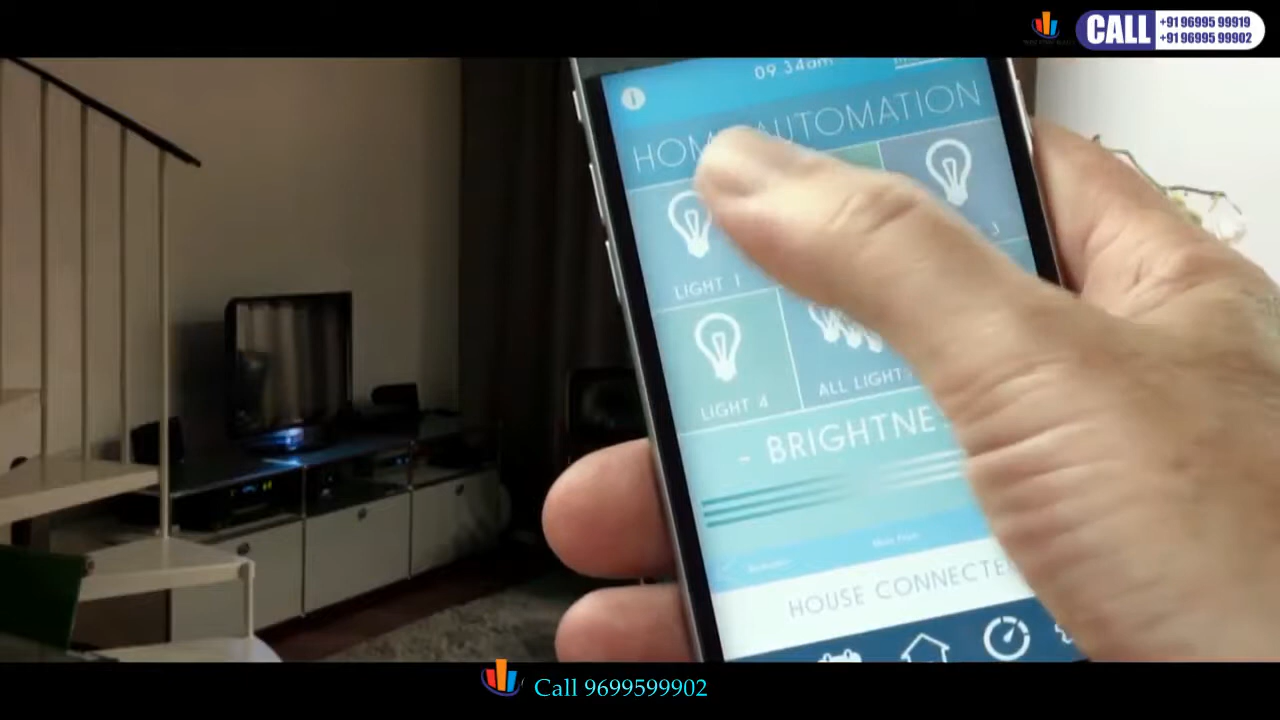 CALL
+91 96995 99919
+91 96995 99902
09 34am
HOME AUTOMATION
3
LIGHT 1
LIGHT 4
ALL LIGHT
- BRIGHTNE
HOUSE CONNECTE
Call 9699599902